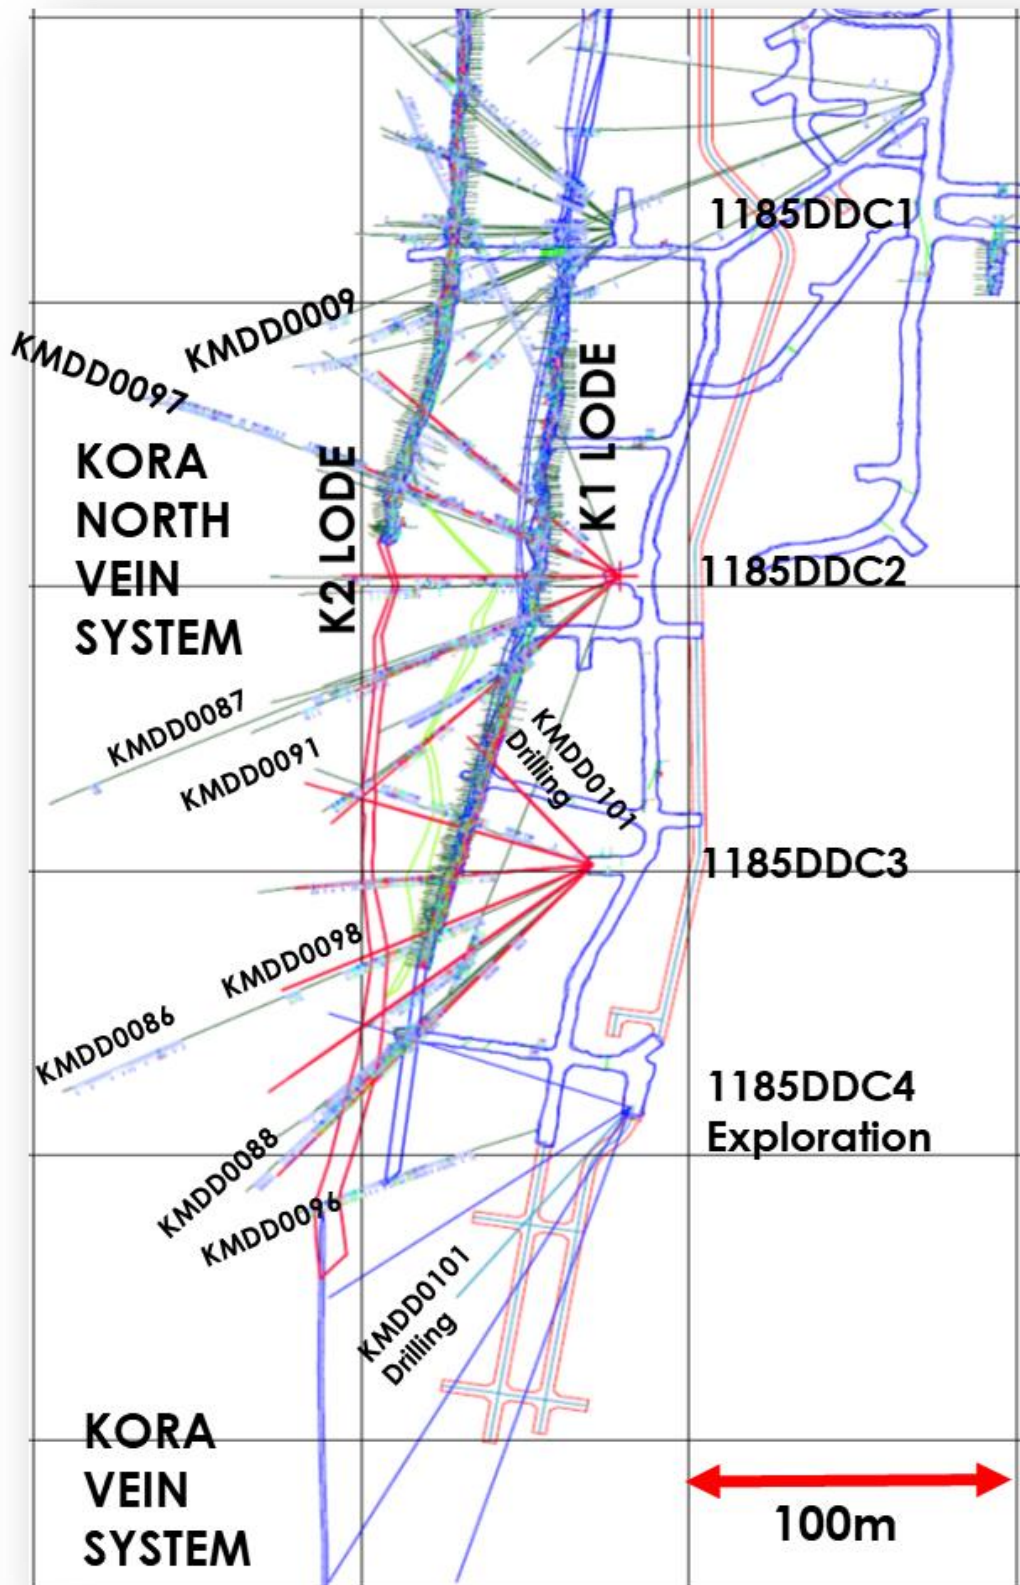 1185DDC1
KMDD0009
KMDD0097
KORA
NORTH
VEIN
SYSTEM
K2 LODE
K1 LODE
1185DDC2
KMDD0087
KMDD0091
KMDD0101
Drilling
1185DDC3
KMDD0098
KMDD0086
1185DDC4
Exploration
KMDD0088
KMDD0096
KMDD0101
Drilling
KORA
VEIN
SYSTEM
100m